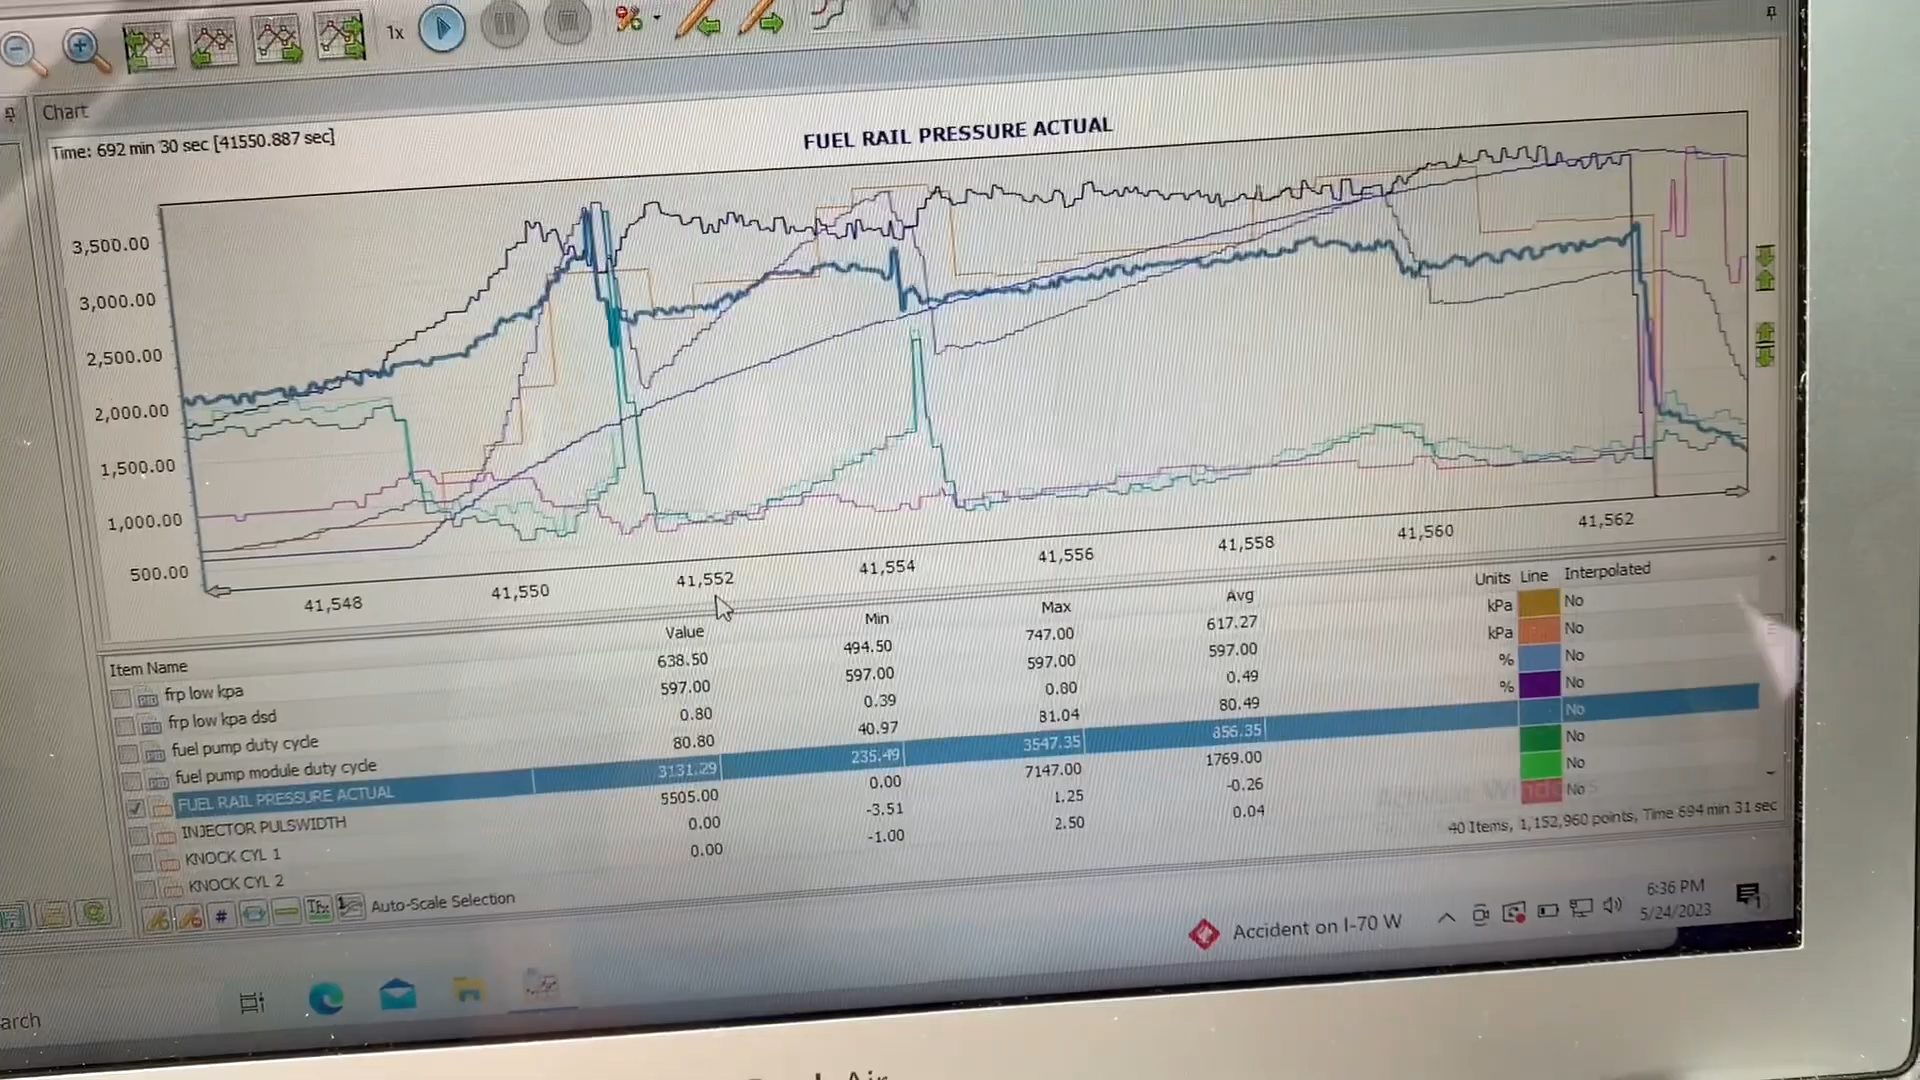 1x
Chart
Time: 692 min 30 sec [41550.887 sec]
FUEL RAIL PRESSURE ACTUAL
3,500.00
3,000.00
2,500.00
2,000.00
1,500.00
1,000.00
500.00
41,548 41,550 41,552 41,554 41,556 41,558 41,560 41,562
Item Name Value Min Max Avg Units Line Interpolated
frp low kpa 638.50 494.50 747.00 617.27 kPa No
frp low kpa dsd 597.00 597.00 597.00 597.00 kPa No
fuel pump duty cycle 0.80 0.39 0.80 0.49 % No
fuel pump module duty cycle 80.80 40.97 81.04 80.49 % No
FUEL RAIL PRESSURE ACTUAL 3131.29 235.49 3547.35 856.35 No
INJECTOR PULSWIDTH 5505.00 0.00 7147.00 1769.00 No
KNOCK CYL 1 0.00 -3.51 1.25 -0.26 No
KNOCK CYL 2 0.00 -1.00 2.50 0.04 No
40 Items, 1,152,960 points, Time 694 min 31 sec
# Auto-Scale Selection
Accident on I-70 W
6:36 PM
5/24/2023
1
arch
Air